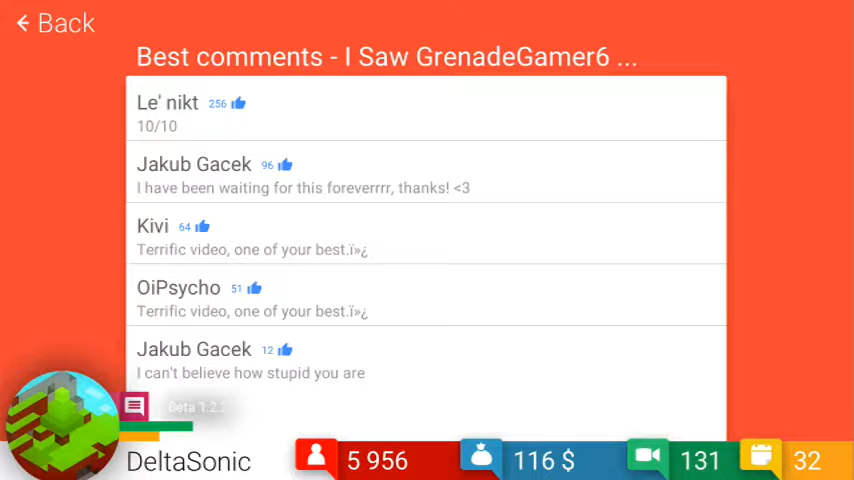 Back
Best comments - I Saw GrenadeGamer6 ...
Le' nikt 256
10/10
Jakub Gacek 96
I have been waiting for this foreverrrr, thanks! <3
Kivi 64
Terrific video, one of your best.ï»¿
OiPsycho 51
Terrific video, one of your best.ï»¿
Jakub Gacek 12
I can't believe how stupid you are
Beta 1.2.2
DeltaSonic 5 956 116 $ 131 32